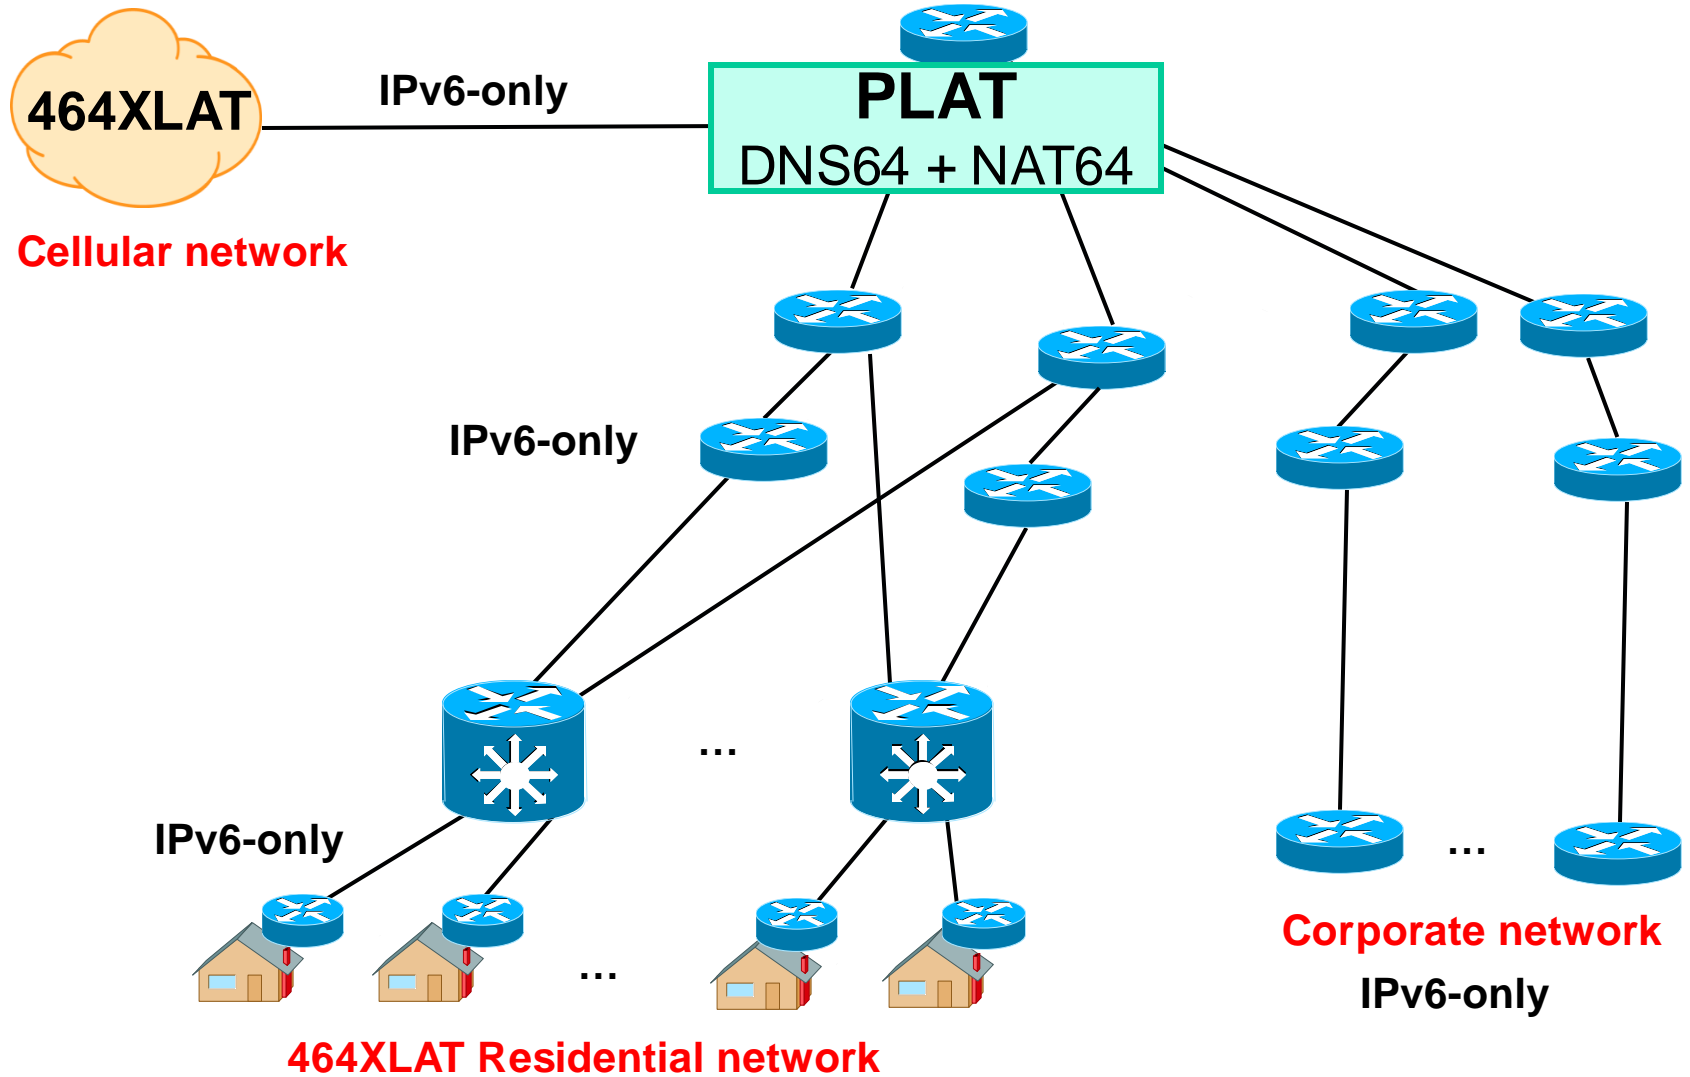 464XLAT
IPv6-only
PLAT
DNS64 + NAT64
Cellular network
IPv6-only
...
IPv6-only
...
...
Corporate network
IPv6-only
464XLAT Residential network